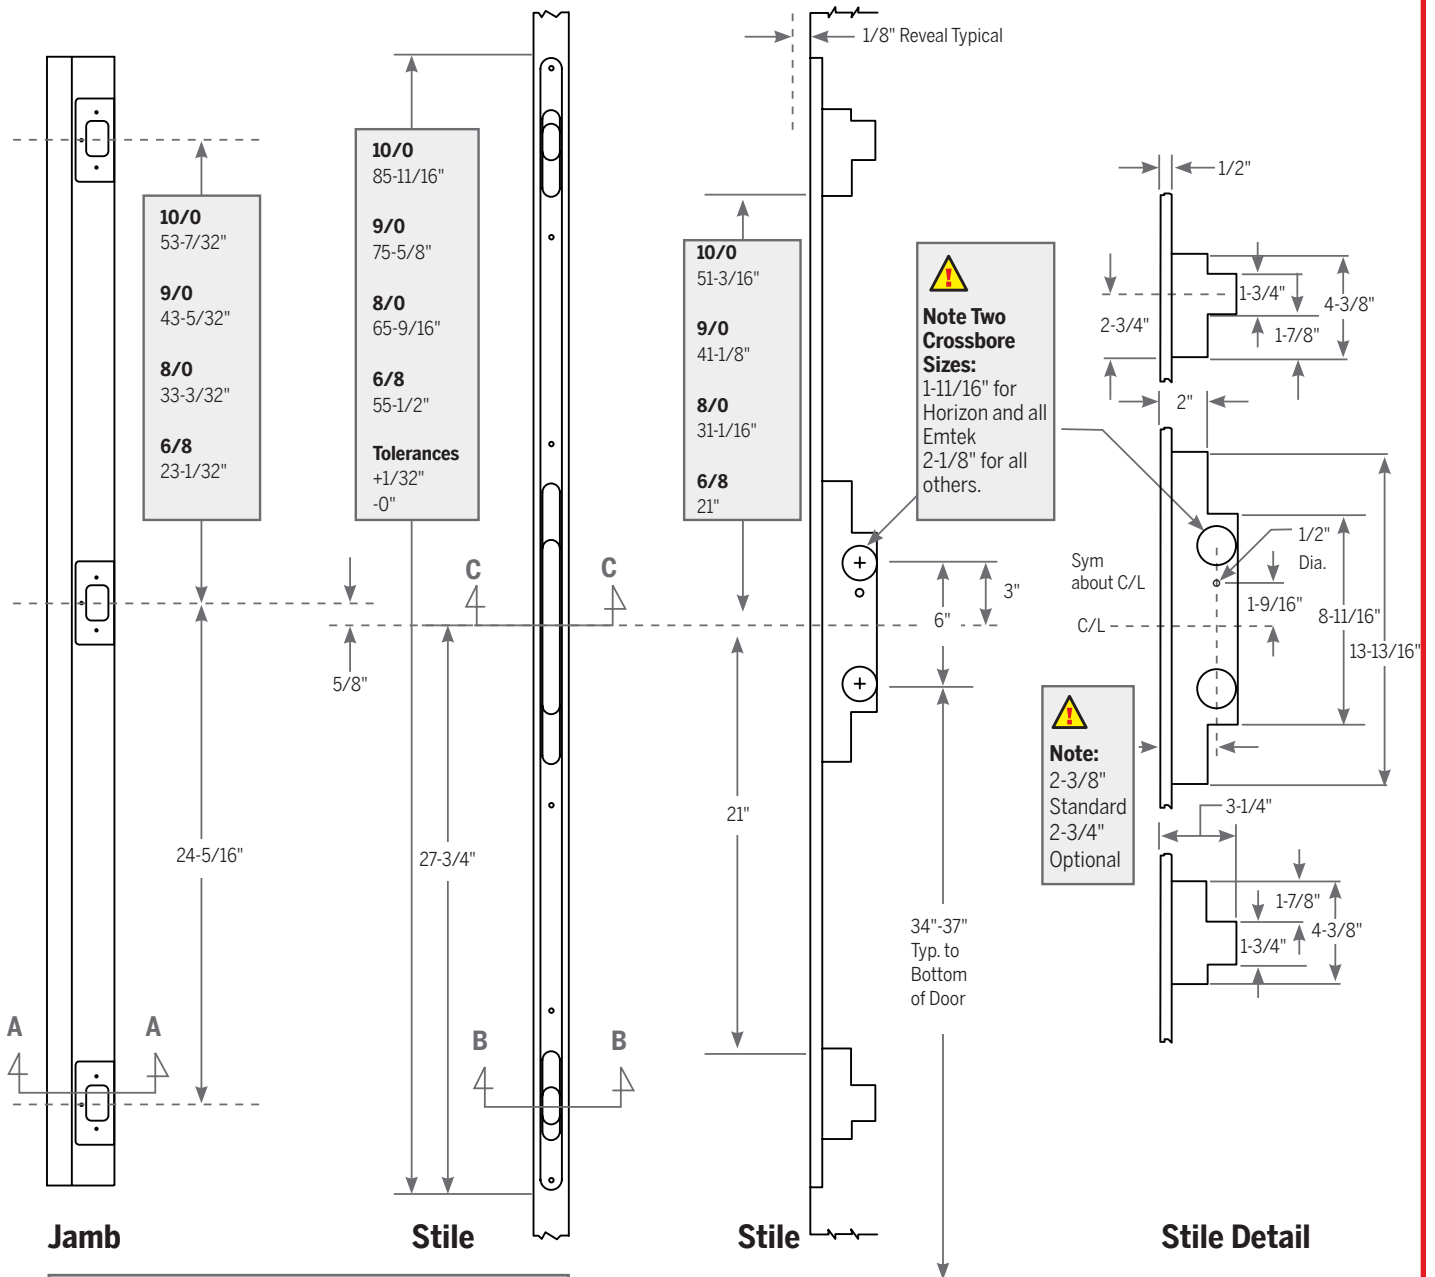 1/8" Reveal Typical
10/0
53-7/32"
9/0
43-5/32"
8/0
33-3/32"
6/8
23-1/32"
24-5/16"
A
A
Jamb
10/0
85-11/16"
9/0
75-5/8"
8/0
65-9/16"
6/8
55-1/2"
Tolerances
+1/32"
-0"
C
C
5/8"
27-3/4"
B
B
Stile
10/0
51-3/16"
9/0
41-1/8"
8/0
31-1/16"
6/8
21"
21"
Note Two
Crossbore
Sizes:
1-11/16" for
Horizon and all
Emtek
2-1/8" for all
others.
3"
6"
34"-37"
Typ. to
Bottom
of Door
Stile
1/2"
1-3/4"
4-3/8"
2-3/4"
1-7/8"
2"
1/2"
Dia.
Sym
about C/L
1-9/16"
8-11/16"
C/L
13-13/16"
Note:
2-3/8"
Standard
2-3/4"
Optional
3-1/4"
1-7/8"
4-3/8"
1-3/4"
Stile Detail